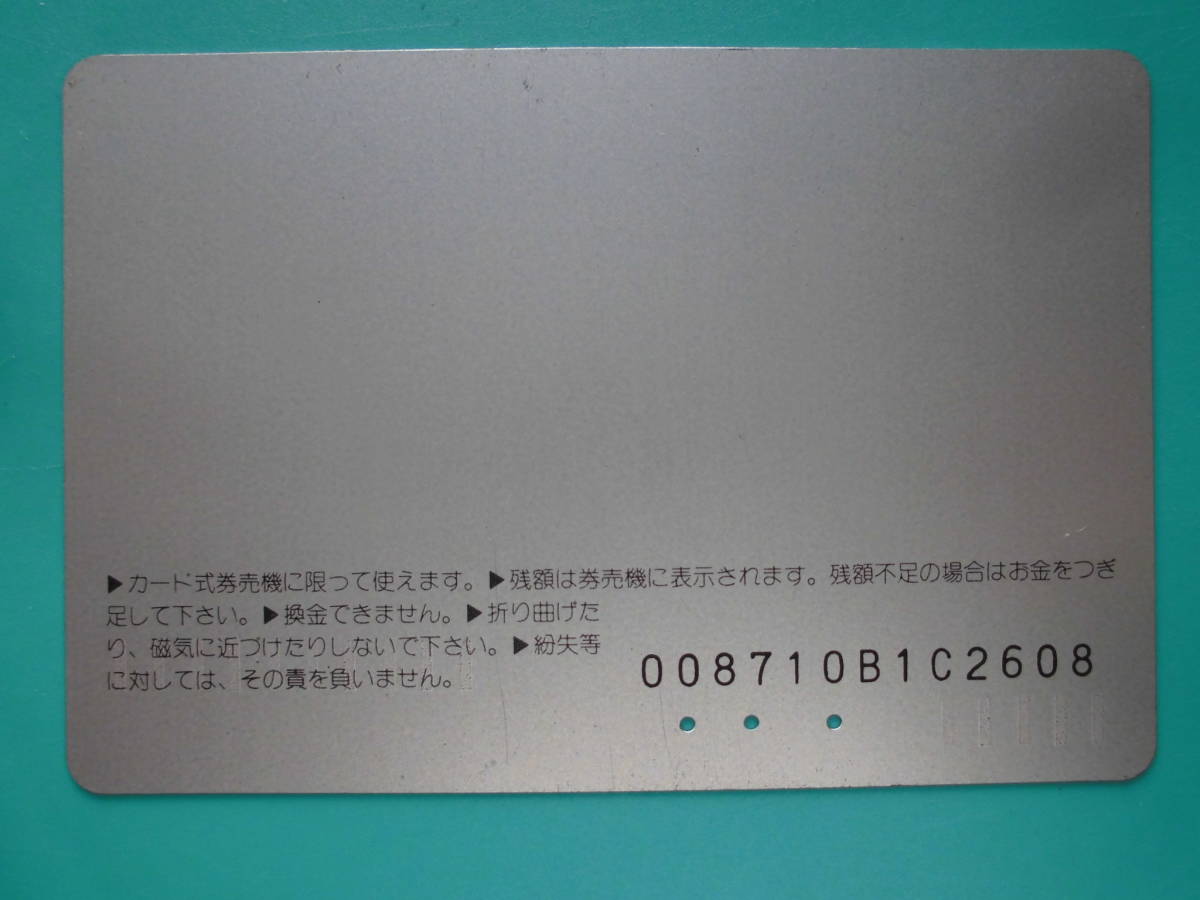 ▶カード式券売機に限って使えます。▶残額は券売機に表示されます。残額不足の場合はお金をつぎ
足して下さい。▶換金できません。▶折り曲げた
り、磁気に近づけたりしないで下さい。▶紛失等
に対しては、その責を負いません。
008710B1C2608